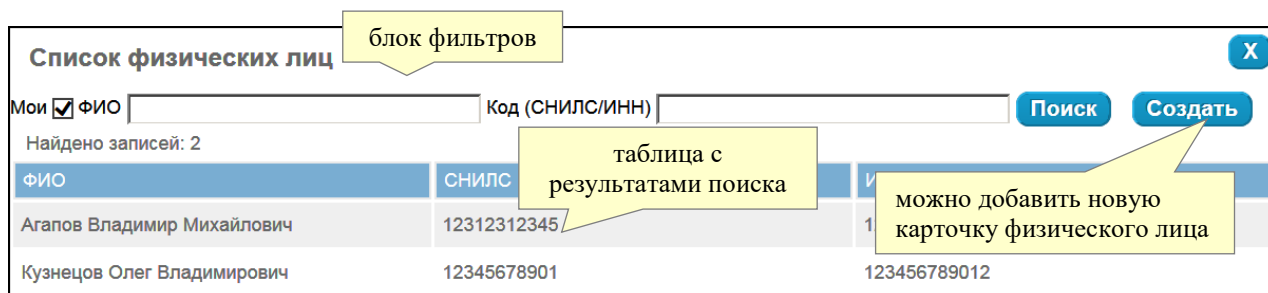 блок фильтров
Список физических лиц
X
Мои ФИО Код (СНИЛС/ИНН) Поиск Создать
Найдено записей: 2
таблица с
результатами поиска
ФИО СНИЛС
можно добавить новую
карточку физического лица
Агапов Владимир Михайлович 12312312345
Кузнецов Олег Владимирович 12345678901 123456789012